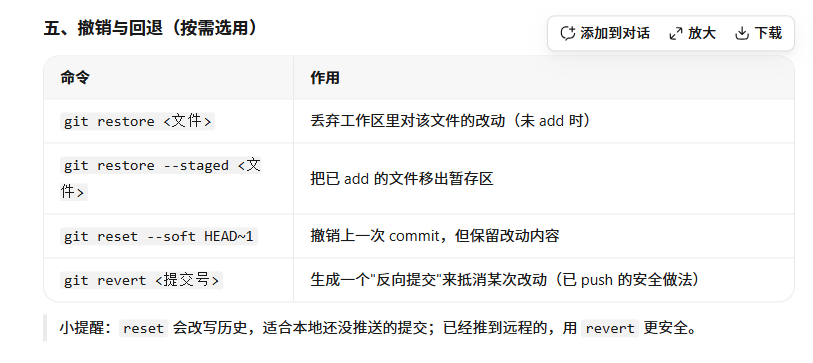 五、撤销与回退（按需选用）
添加到对话 放大 下载
命令 作用
git restore <文件> 丢弃工作区里对该文件的改动（未 add 时）
git restore --staged <文
件> 把已 add 的文件移出暂存区
git reset --soft HEAD~1 撤销上一次 commit，但保留改动内容
git revert <提交号> 生成一个"反向提交"来抵消某次改动（已 push 的安全做法）
小提醒：reset 会改写历史，适合本地还没推送的提交；已经推到远程的，用 revert 更安全。